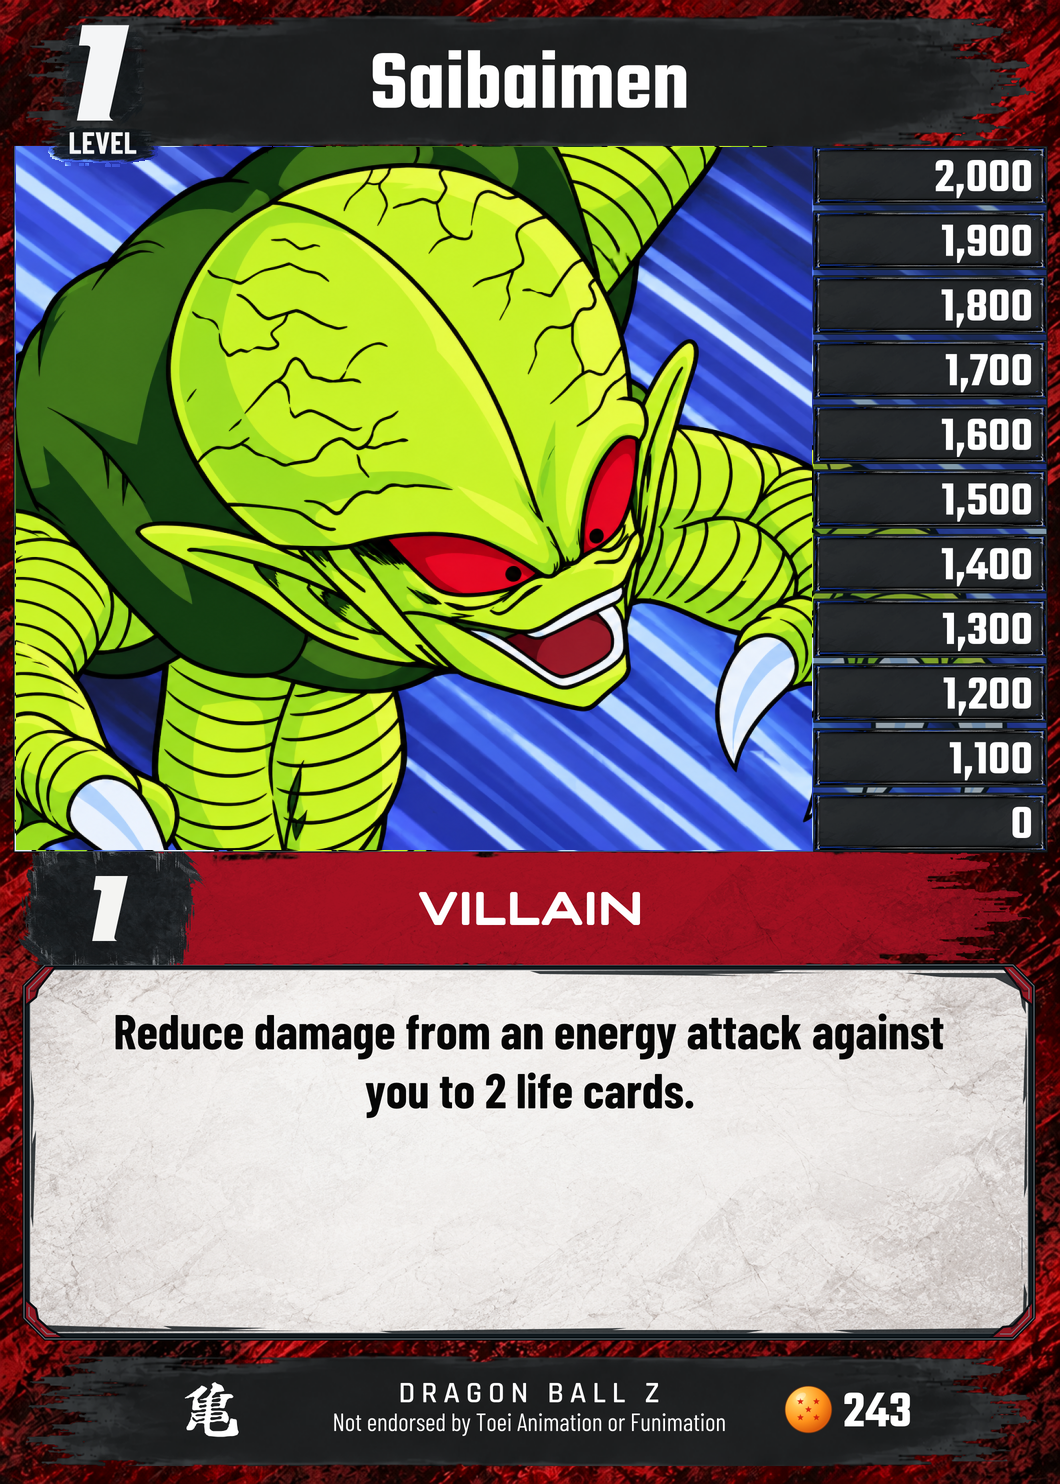 1
LEVEL
Saibaimen
2,000
1,900
1,800
1,700
1,600
1,500
1,400
1,300
1,200
1,100
0
1
VILLAIN
Reduce damage from an energy attack against
you to 2 life cards.
亀
DRAGON BALL Z
Not endorsed by Toei Animation or Funimation
243